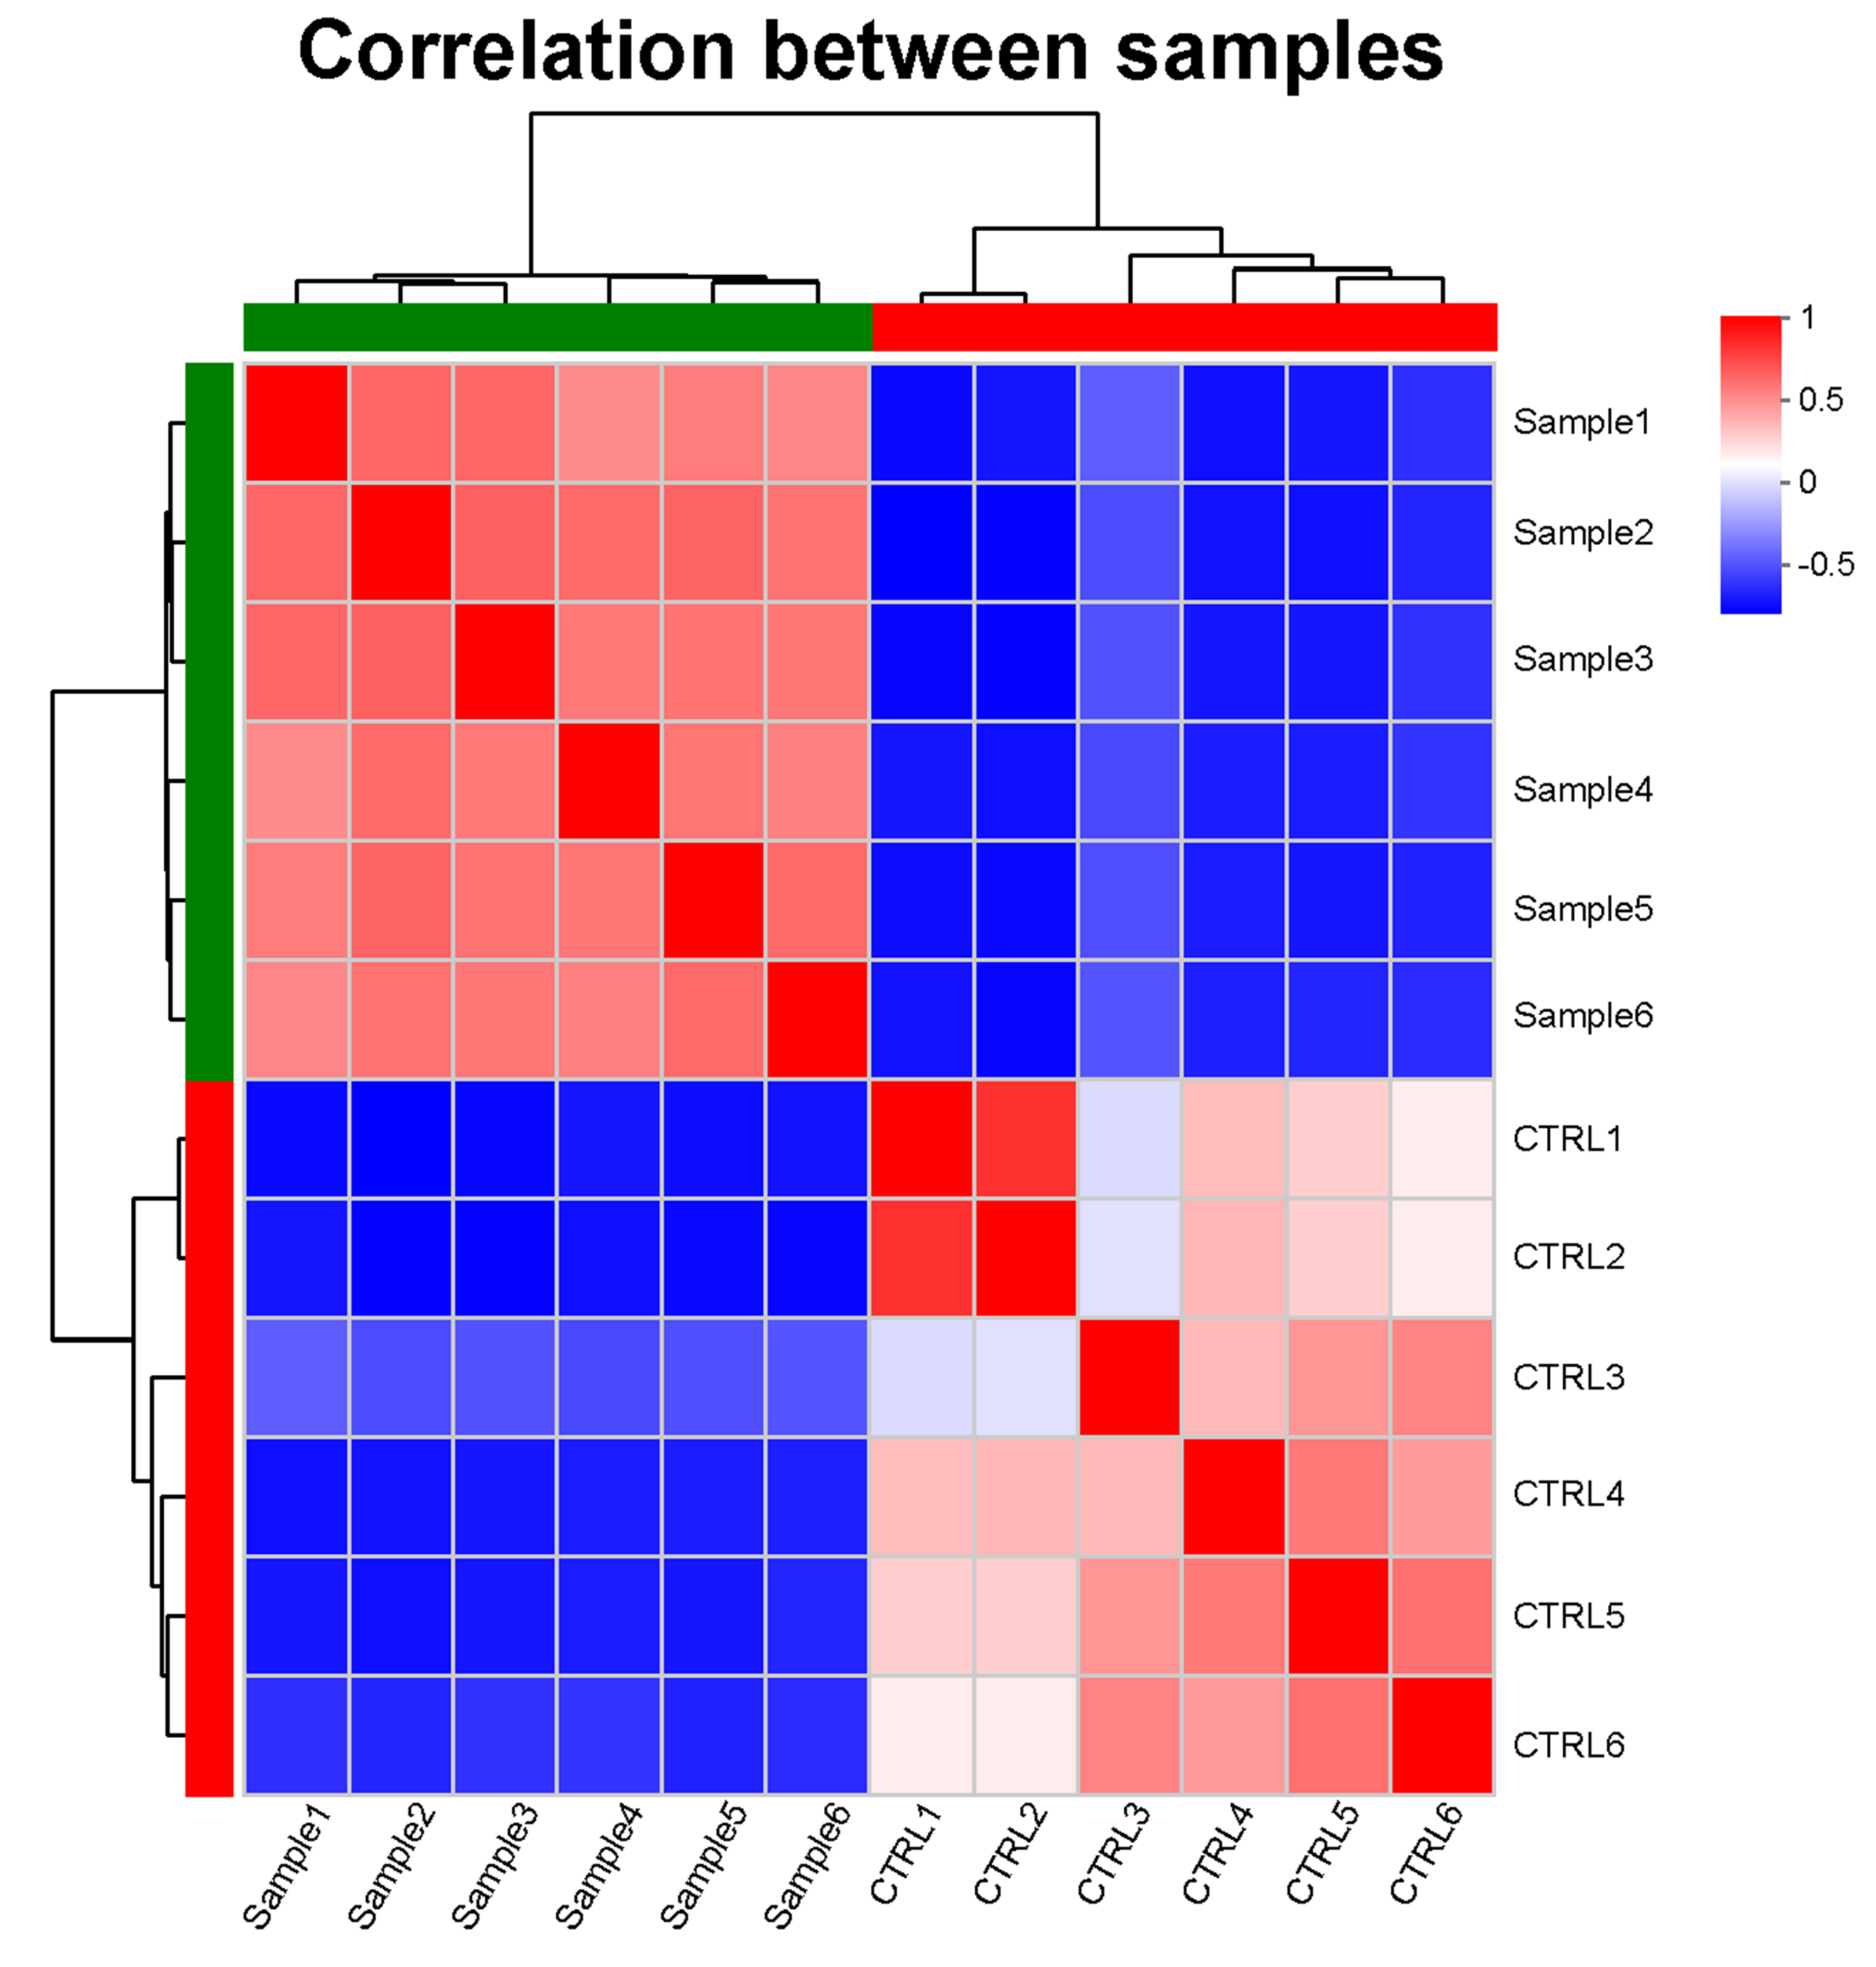 Correlation between samples
1
0.5
0
-0.5
Sample1
Sample2
Sample3
Sample4
Sample5
Sample6
CTRL1
CTRL2
CTRL3
CTRL4
CTRL5
CTRL6
Sample1
Sample2
Sample3
Sample4
Sample5
Sample6
CTRL1
CTRL2
CTRL3
CTRL4
CTRL5
CTRL6